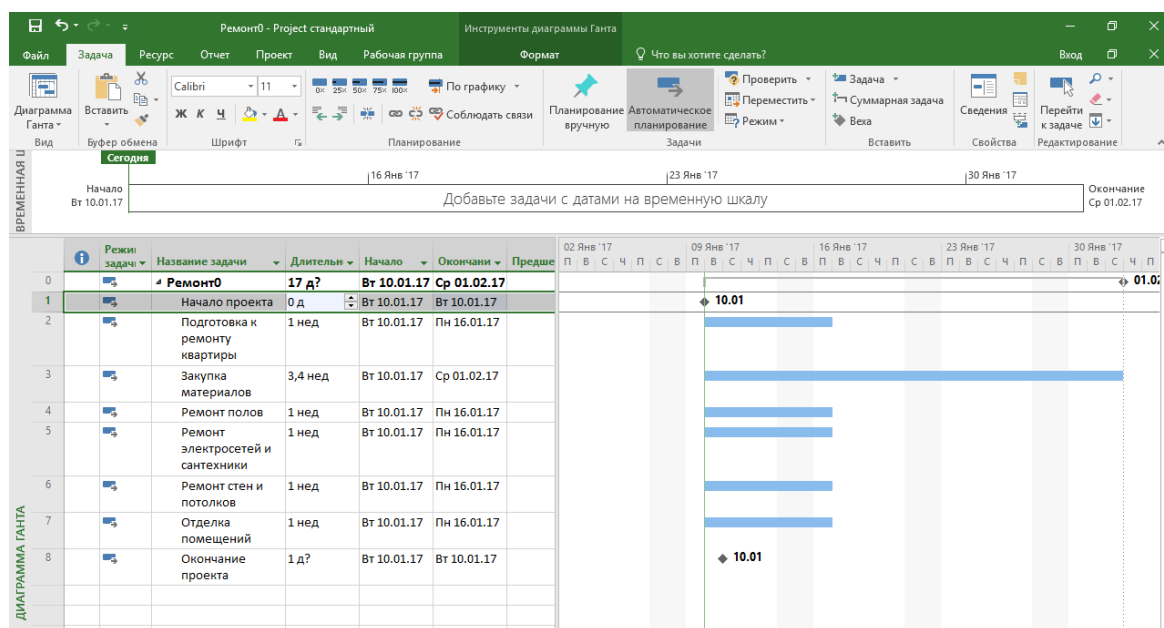 Ремонт0 - Project стандартный
Инструменты диаграммы Ганта
Файл Задача Ресурс Отчет Проект Вид Рабочая группа Формат Что вы хотите сделать? Вход
Диаграмма Ганта
Вид
Вставить
Буфер обмена
Calibri 11
Ж К Ч
Шрифт
0× 25× 50× 75× 100×
По графику
Соблюдать связи
Планирование
Планирование вручную
Автоматическое планирование
Проверить
Переместить
Режим
Задачи
Задача
Суммарная задача
Веха
Вставить
Сведения
Свойства
Перейти к задаче
Редактирование
Сегодня
16 Янв '17 23 Янв '17 30 Янв '17
Начало
Вт 10.01.17
Добавьте задачи с датами на временную шкалу
Окончание
Ср 01.02.17
ВРЕМЕННАЯ Ш
Режи задачи Название задачи Длительн Начало Окончани Предше
02 Янв '17 09 Янв '17 16 Янв '17 23 Янв '17 30 Янв '17
П В С Ч П С В П В С Ч П С В П В С Ч П С В П В С Ч П С В П В С Ч П
0 Ремонт0 17 д? Вт 10.01.17 Ср 01.02.17 01.02
1 Начало проекта 0 д Вт 10.01.17 Вт 10.01.17 10.01
2 Подготовка к ремонту квартиры 1 нед Вт 10.01.17 Пн 16.01.17
3 Закупка материалов 3,4 нед Вт 10.01.17 Ср 01.02.17
4 Ремонт полов 1 нед Вт 10.01.17 Пн 16.01.17
5 Ремонт электросетей и сантехники 1 нед Вт 10.01.17 Пн 16.01.17
6 Ремонт стен и потолков 1 нед Вт 10.01.17 Пн 16.01.17
7 Отделка помещений 1 нед Вт 10.01.17 Пн 16.01.17
8 Окончание проекта 1 д? Вт 10.01.17 Вт 10.01.17 10.01
ДИАГРАММА ГАНТА